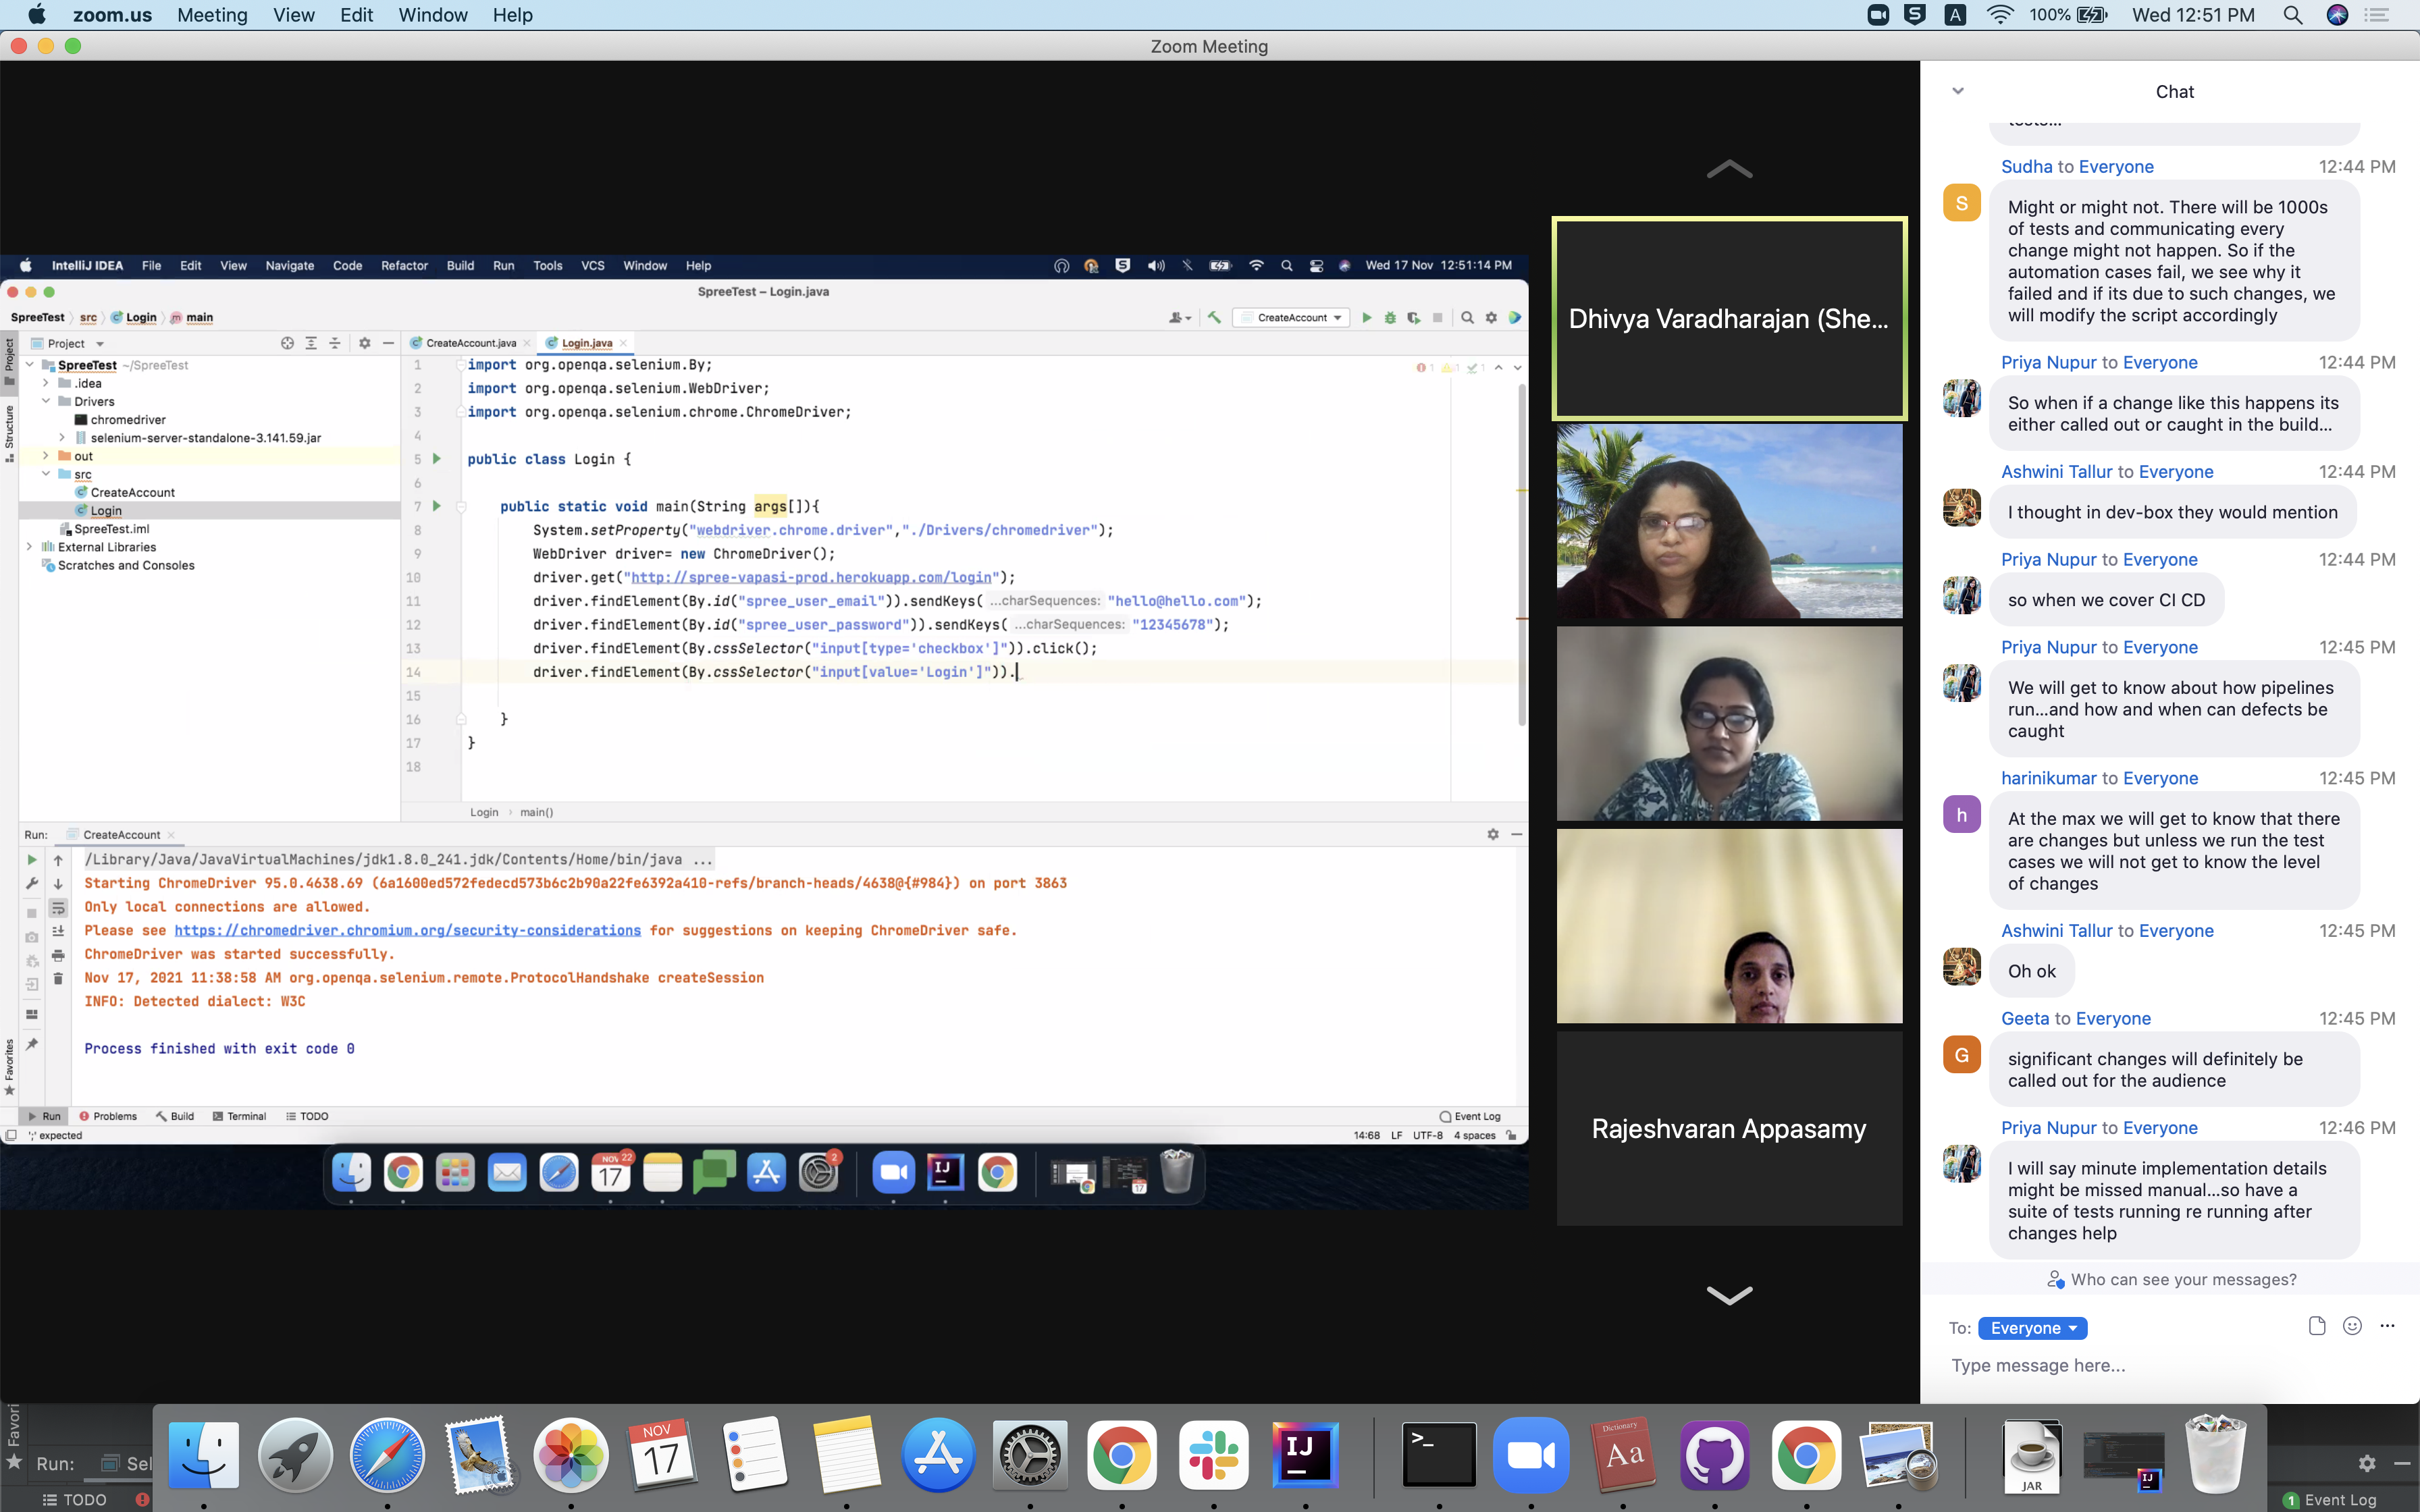 zoom.us Meeting View Edit Window Help
100% Wed 12:51 PM
Zoom Meeting
IntelliJ IDEA File Edit View Navigate Code Refactor Build Run Tools VCS Window Help
Wed 17 Nov 12:51:14 PM
SpreeTest – Login.java
SpreeTest src Login main
CreateAccount
Project
CreateAccount.java Login.java
Project
Structure
Favorites
SpreeTest ~/SpreeTest
.idea
Drivers
chromedriver
selenium-server-standalone-3.141.59.jar
out
src
CreateAccount
Login
SpreeTest.iml
External Libraries
Scratches and Consoles
1 import org.openqa.selenium.By;
2 import org.openqa.selenium.WebDriver;
3 import org.openqa.selenium.chrome.ChromeDriver;
4
5 public class Login {
6
7 public static void main(String args[]){
8 System.setProperty("webdriver.chrome.driver","./Drivers/chromedriver");
9 WebDriver driver= new ChromeDriver();
10 driver.get("http://spree-vapasi-prod.herokuapp.com/login");
11 driver.findElement(By.id("spree_user_email")).sendKeys( ...charSequences: "hello@hello.com");
12 driver.findElement(By.id("spree_user_password")).sendKeys( ...charSequences: "12345678");
13 driver.findElement(By.cssSelector("input[type='checkbox']")).click();
14 driver.findElement(By.cssSelector("input[value='Login']")).
15
16 }
17 }
18
Login main()
Run: CreateAccount
/Library/Java/JavaVirtualMachines/jdk1.8.0_241.jdk/Contents/Home/bin/java ...
Starting ChromeDriver 95.0.4638.69 (6a1600ed572fedecd573b6c2b90a22fe6392a410-refs/branch-heads/4638@{#984}) on port 3863
Only local connections are allowed.
Please see https://chromedriver.chromium.org/security-considerations for suggestions on keeping ChromeDriver safe.
ChromeDriver was started successfully.
Nov 17, 2021 11:38:58 AM org.openqa.selenium.remote.ProtocolHandshake createSession
INFO: Detected dialect: W3C
Process finished with exit code 0
Run Problems Build Terminal TODO Event Log
';' expected
14:68 LF UTF-8 4 spaces
NOV 22
17
2
IJ
17
Dhivya Varadharajan (She...
Rajeshvaran Appasamy
Chat
Sudha to Everyone 12:44 PM
S
Might or might not. There will be 1000s
of tests and communicating every
change might not happen. So if the
automation cases fail, we see why it
failed and if its due to such changes, we
will modify the script accordingly
Priya Nupur to Everyone 12:44 PM
So when if a change like this happens its
either called out or caught in the build...
Ashwini Tallur to Everyone 12:44 PM
I thought in dev-box they would mention
Priya Nupur to Everyone 12:44 PM
so when we cover CI CD
Priya Nupur to Everyone 12:45 PM
We will get to know about how pipelines
run...and how and when can defects be
caught
harinikumar to Everyone 12:45 PM
h
At the max we will get to know that there
are changes but unless we run the test
cases we will not get to know the level
of changes
Ashwini Tallur to Everyone 12:45 PM
Oh ok
Geeta to Everyone 12:45 PM
G
significant changes will definitely be
called out for the audience
Priya Nupur to Everyone 12:46 PM
I will say minute implementation details
might be missed manual...so have a
suite of tests running re running after
changes help
Who can see your messages?
To: Everyone
Type message here...
Run: Sel
TODO
NOV
17
IJ
>_
Dictionary
Aa
JAR
IJ
1 Event Log